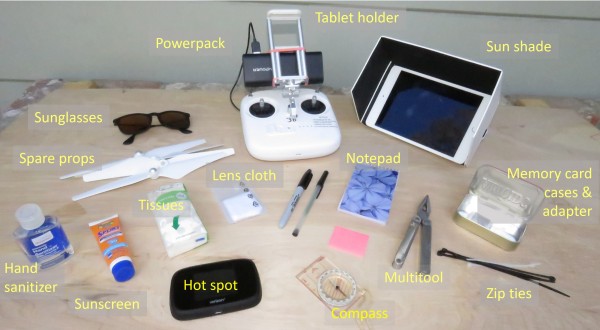 Tablet holder
Powerpack
Sun shade
Sunglasses
Spare props
Lens cloth
Notepad
Memory card
cases &
adapter
Tissues
Hand
sanitizer
Sunscreen
Hot spot
Compass
Multitool
Zip ties